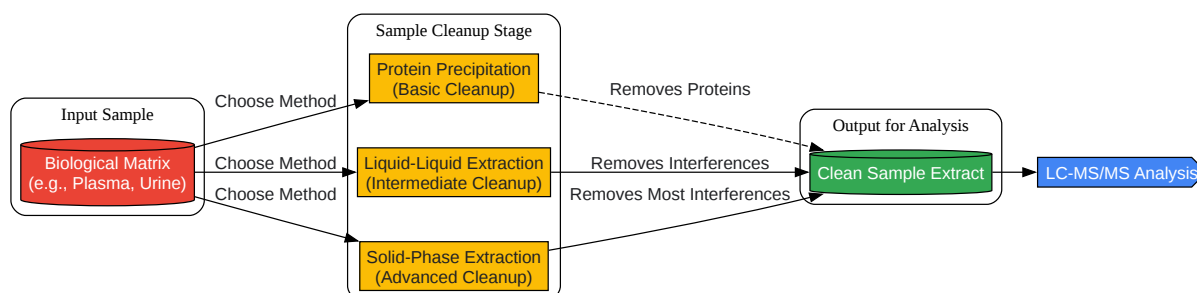 Input Sample
Biological Matrix
(e.g., Plasma, Urine)
Choose Method
Choose Method
Choose Method
Sample Cleanup Stage
Protein Precipitation
(Basic Cleanup)
Liquid-Liquid Extraction
(Intermediate Cleanup)
Solid-Phase Extraction
(Advanced Cleanup)
Removes Proteins
Removes Interferences
Removes Most Interferences
Output for Analysis
Clean Sample Extract
LC-MS/MS Analysis